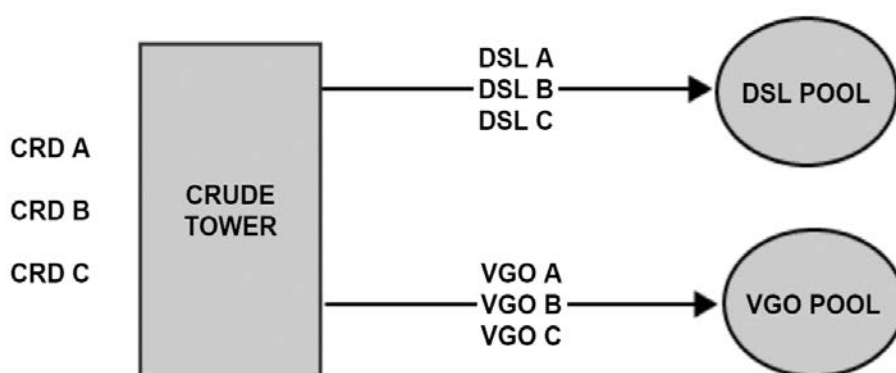 CRD A
CRD B
CRD C
CRUDE
TOWER
DSL A
DSL B
DSL C
DSL POOL
VGO A
VGO B
VGO C
VGO POOL